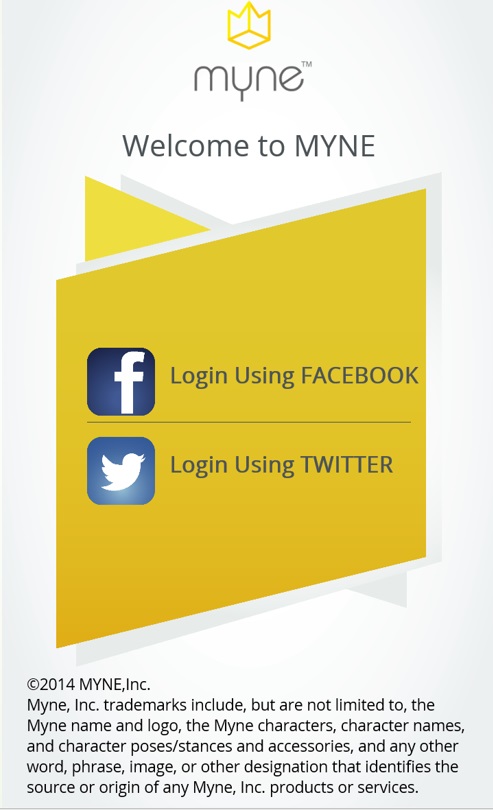 myne™
Welcome to MYNE
f
Login Using FACEBOOK
Login Using TWITTER
©2014 MYNE,Inc.
Myne, Inc. trademarks include, but are not limited to, the
Myne name and logo, the Myne characters, character names,
and character poses/stances and accessories, and any other
word, phrase, image, or other designation that identifies the
source or origin of any Myne, Inc. products or services.